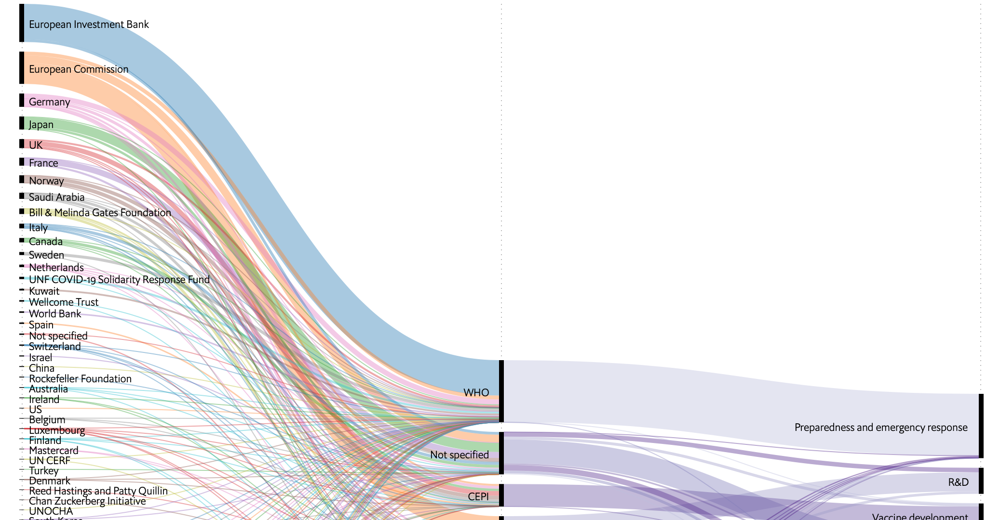 European Investment Bank
European Commission
Germany
Japan
UK
France
Norway
Saudi Arabia
Bill & Melinda Gates Foundation
Italy
Canada
Sweden
Netherlands
UNF COVID-19 Solidarity Response Fund
Kuwait
Wellcome Trust
World Bank
Spain
Not specified
Switzerland
Israel
China
Rockefeller Foundation
Australia
Ireland
US
Belgium
Luxembourg
Finland
Mastercard
UN CERF
Turkey
Denmark
Reed Hastings and Patty Quillin
Chan Zuckerberg Initiative
UNOCHA
South Korea
WHO
Not specified
CEPI
Preparedness and emergency response
R&D
Vaccine development